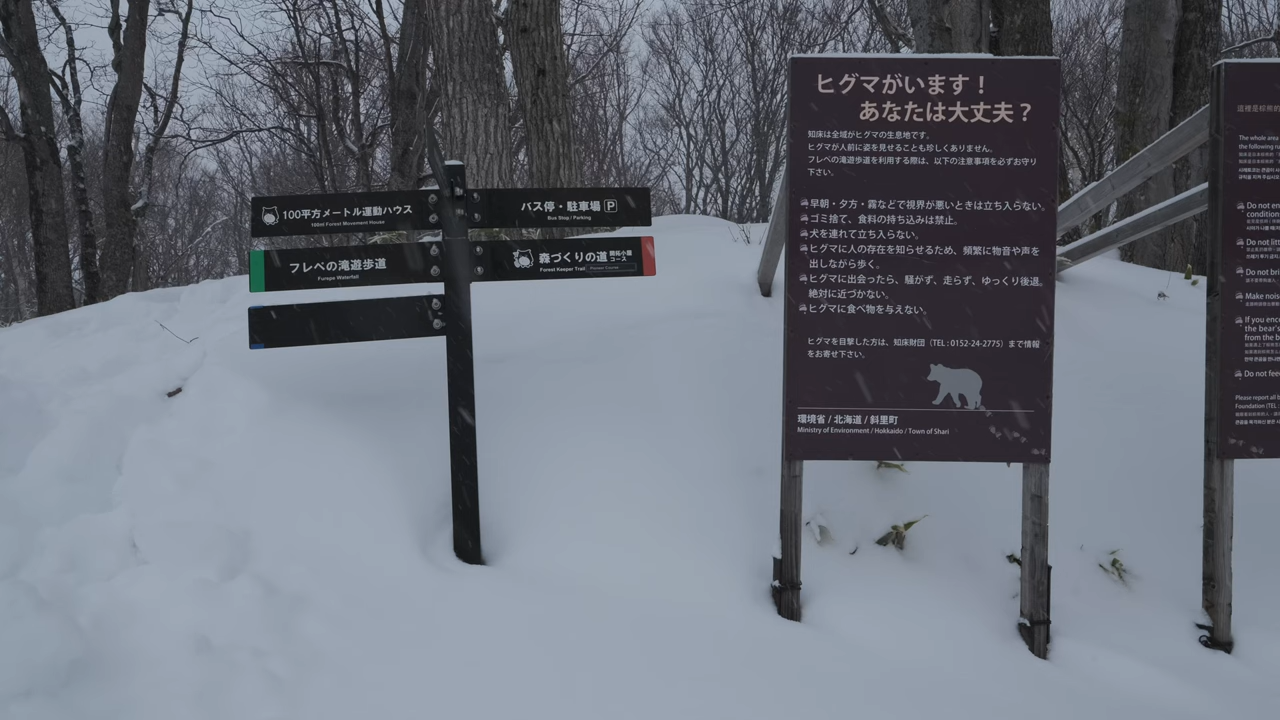 100平方メートル運動ハウス
100㎡ Forest Movement House
バス停・駐車場 P
Bus Stop / Parking
フレペの滝遊歩道
Furepe Waterfall
森づくりの道 開拓小屋コース
Forest Keeper Trail Pioneer Course
ヒグマがいます!
あなたは大丈夫?
知床は全域がヒグマの生息地です。
ヒグマが人前に姿を見せることも珍しくありません。
フレペの滝遊歩道を利用する際は、以下の注意事項を必ずお守り
下さい。
早朝・夕方・霧などで視界が悪いときは立ち入らない。
ゴミ捨て、食料の持ち込みは禁止。
犬を連れて立ち入らない。
ヒグマに人の存在を知らせるため、頻繁に物音や声を
出しながら歩く。
ヒグマに出会ったら、騒がず、走らず、ゆっくり後退。
絶対に近づかない。
ヒグマに食べ物を与えない。
ヒグマを目撃した際は、知床財団(TEL:0152-24-2775)まで情報
をお寄せ下さい。
環境省 / 北海道 / 斜里町
Ministry of Environment / Hokkaido / Town of Shari
The whole area
the following ru
Do not en
condition
Do not litt
Do not bri
Make nois
If you enc
the bear's
from the b
Do not fee
Please report all b
Foundation (TEL